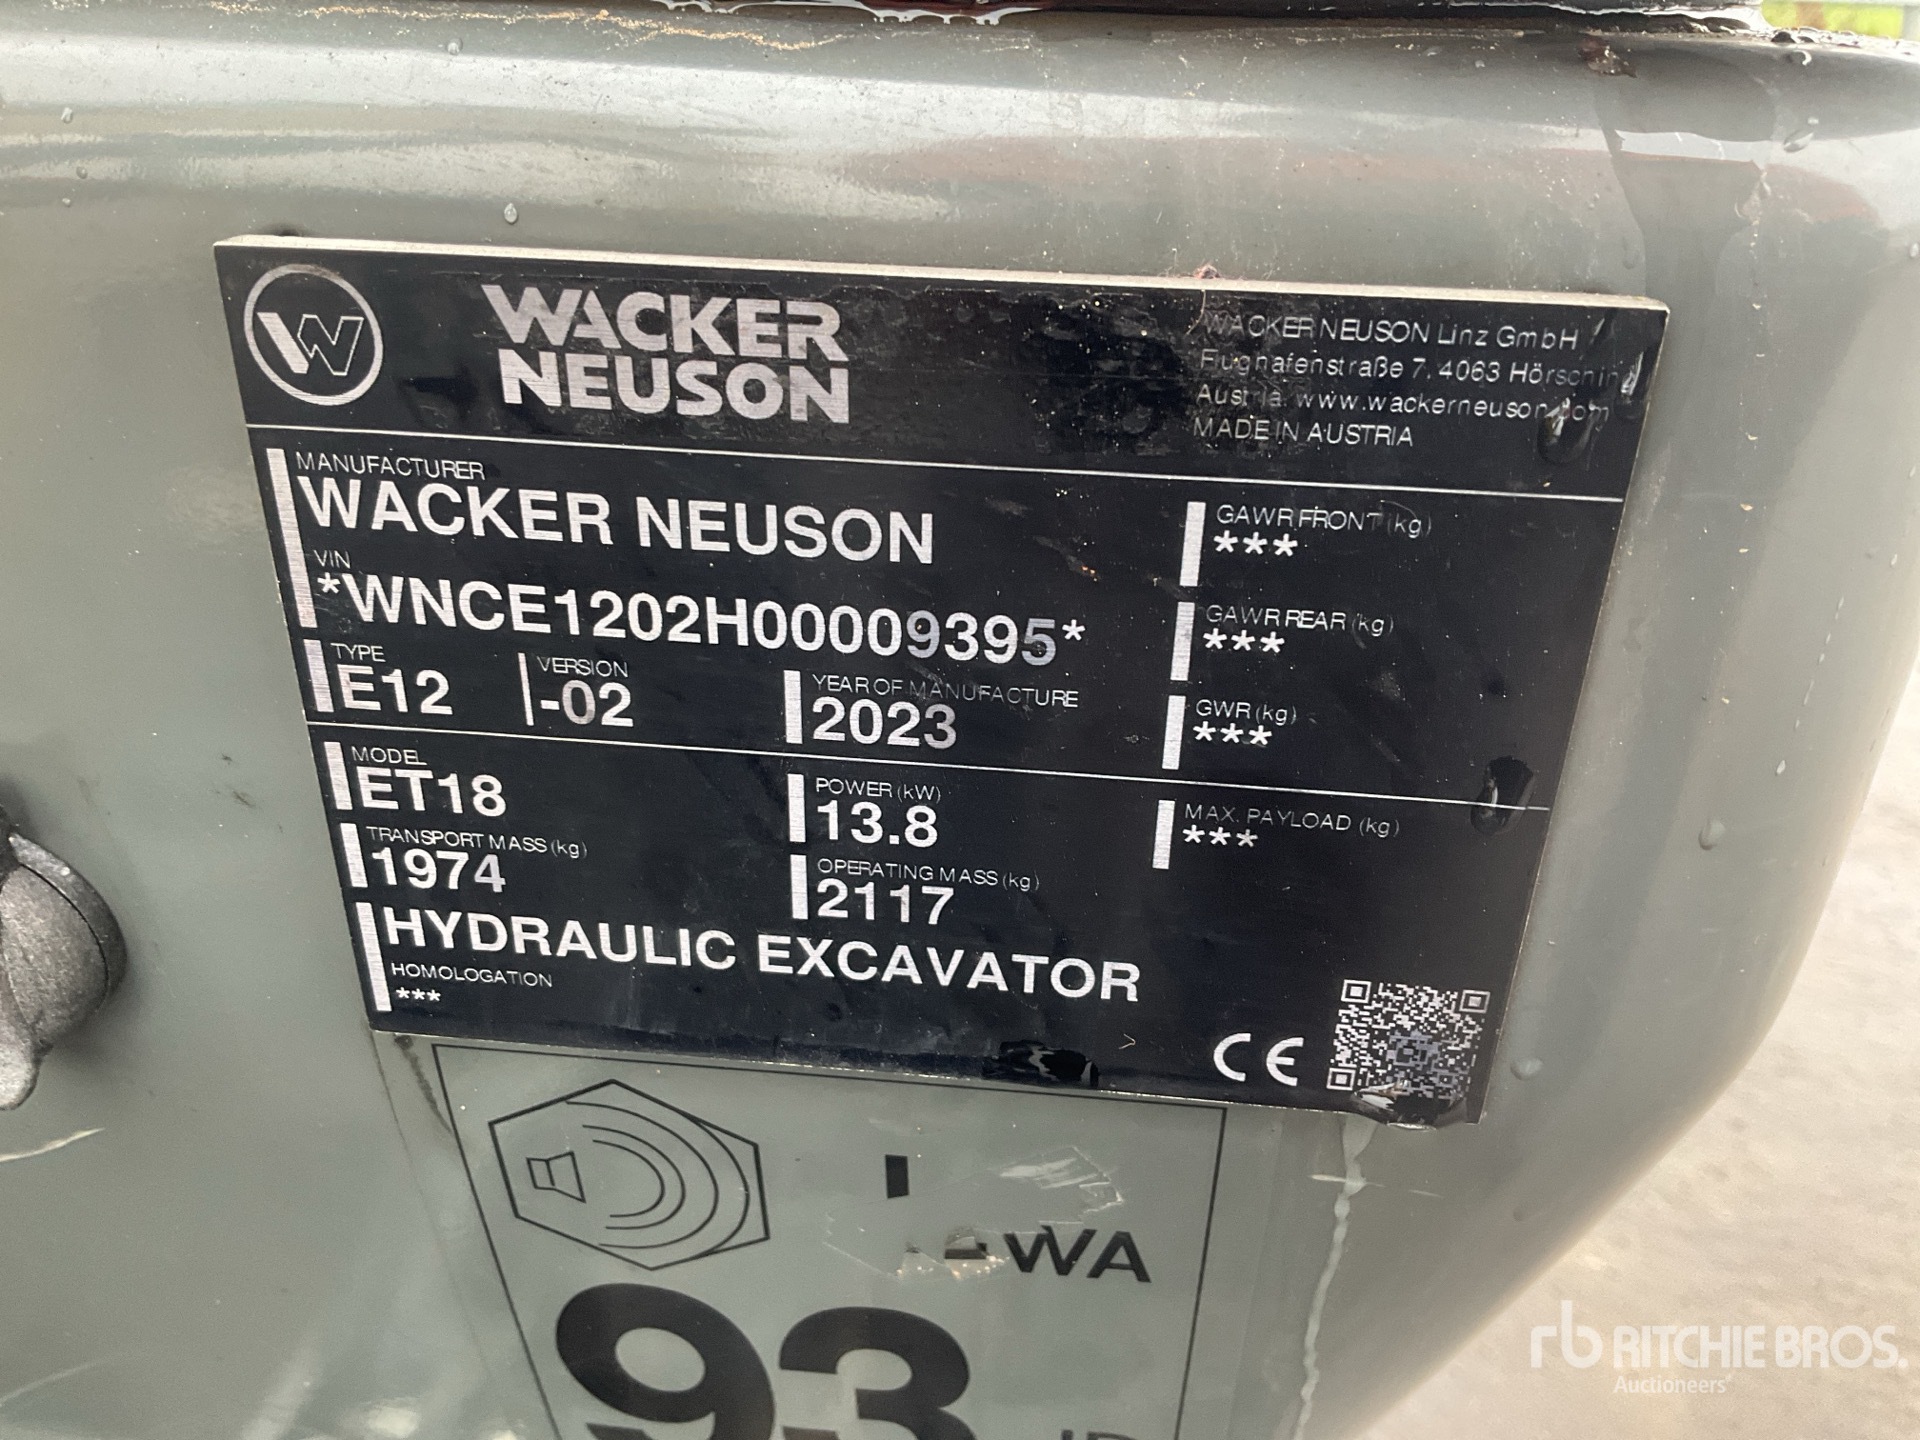 WACKER
NEUSON
WACKER NEUSON Linz GmbH
Flughafenstraße 7, 4063 Hörsching
Austria, www.wackerneuson.com
MADE IN AUSTRIA
MANUFACTURER
WACKER NEUSON
VIN
*WNCE1202H00009395*
TYPE
E12
VERSION
-02
YEAR OF MANUFACTURE
2023
GAWR FRONT (kg)
***
GAWR REAR (kg)
***
GWR (kg)
***
MODEL
ET18
POWER (kW)
13.8
MAX. PAYLOAD (kg)
***
TRANSPORT MASS (kg)
1974
OPERATING MASS (kg)
2117
HYDRAULIC EXCAVATOR
HOMOLOGATION
***
CE
WA
93
rb RITCHIE BROS.
Auctioneers